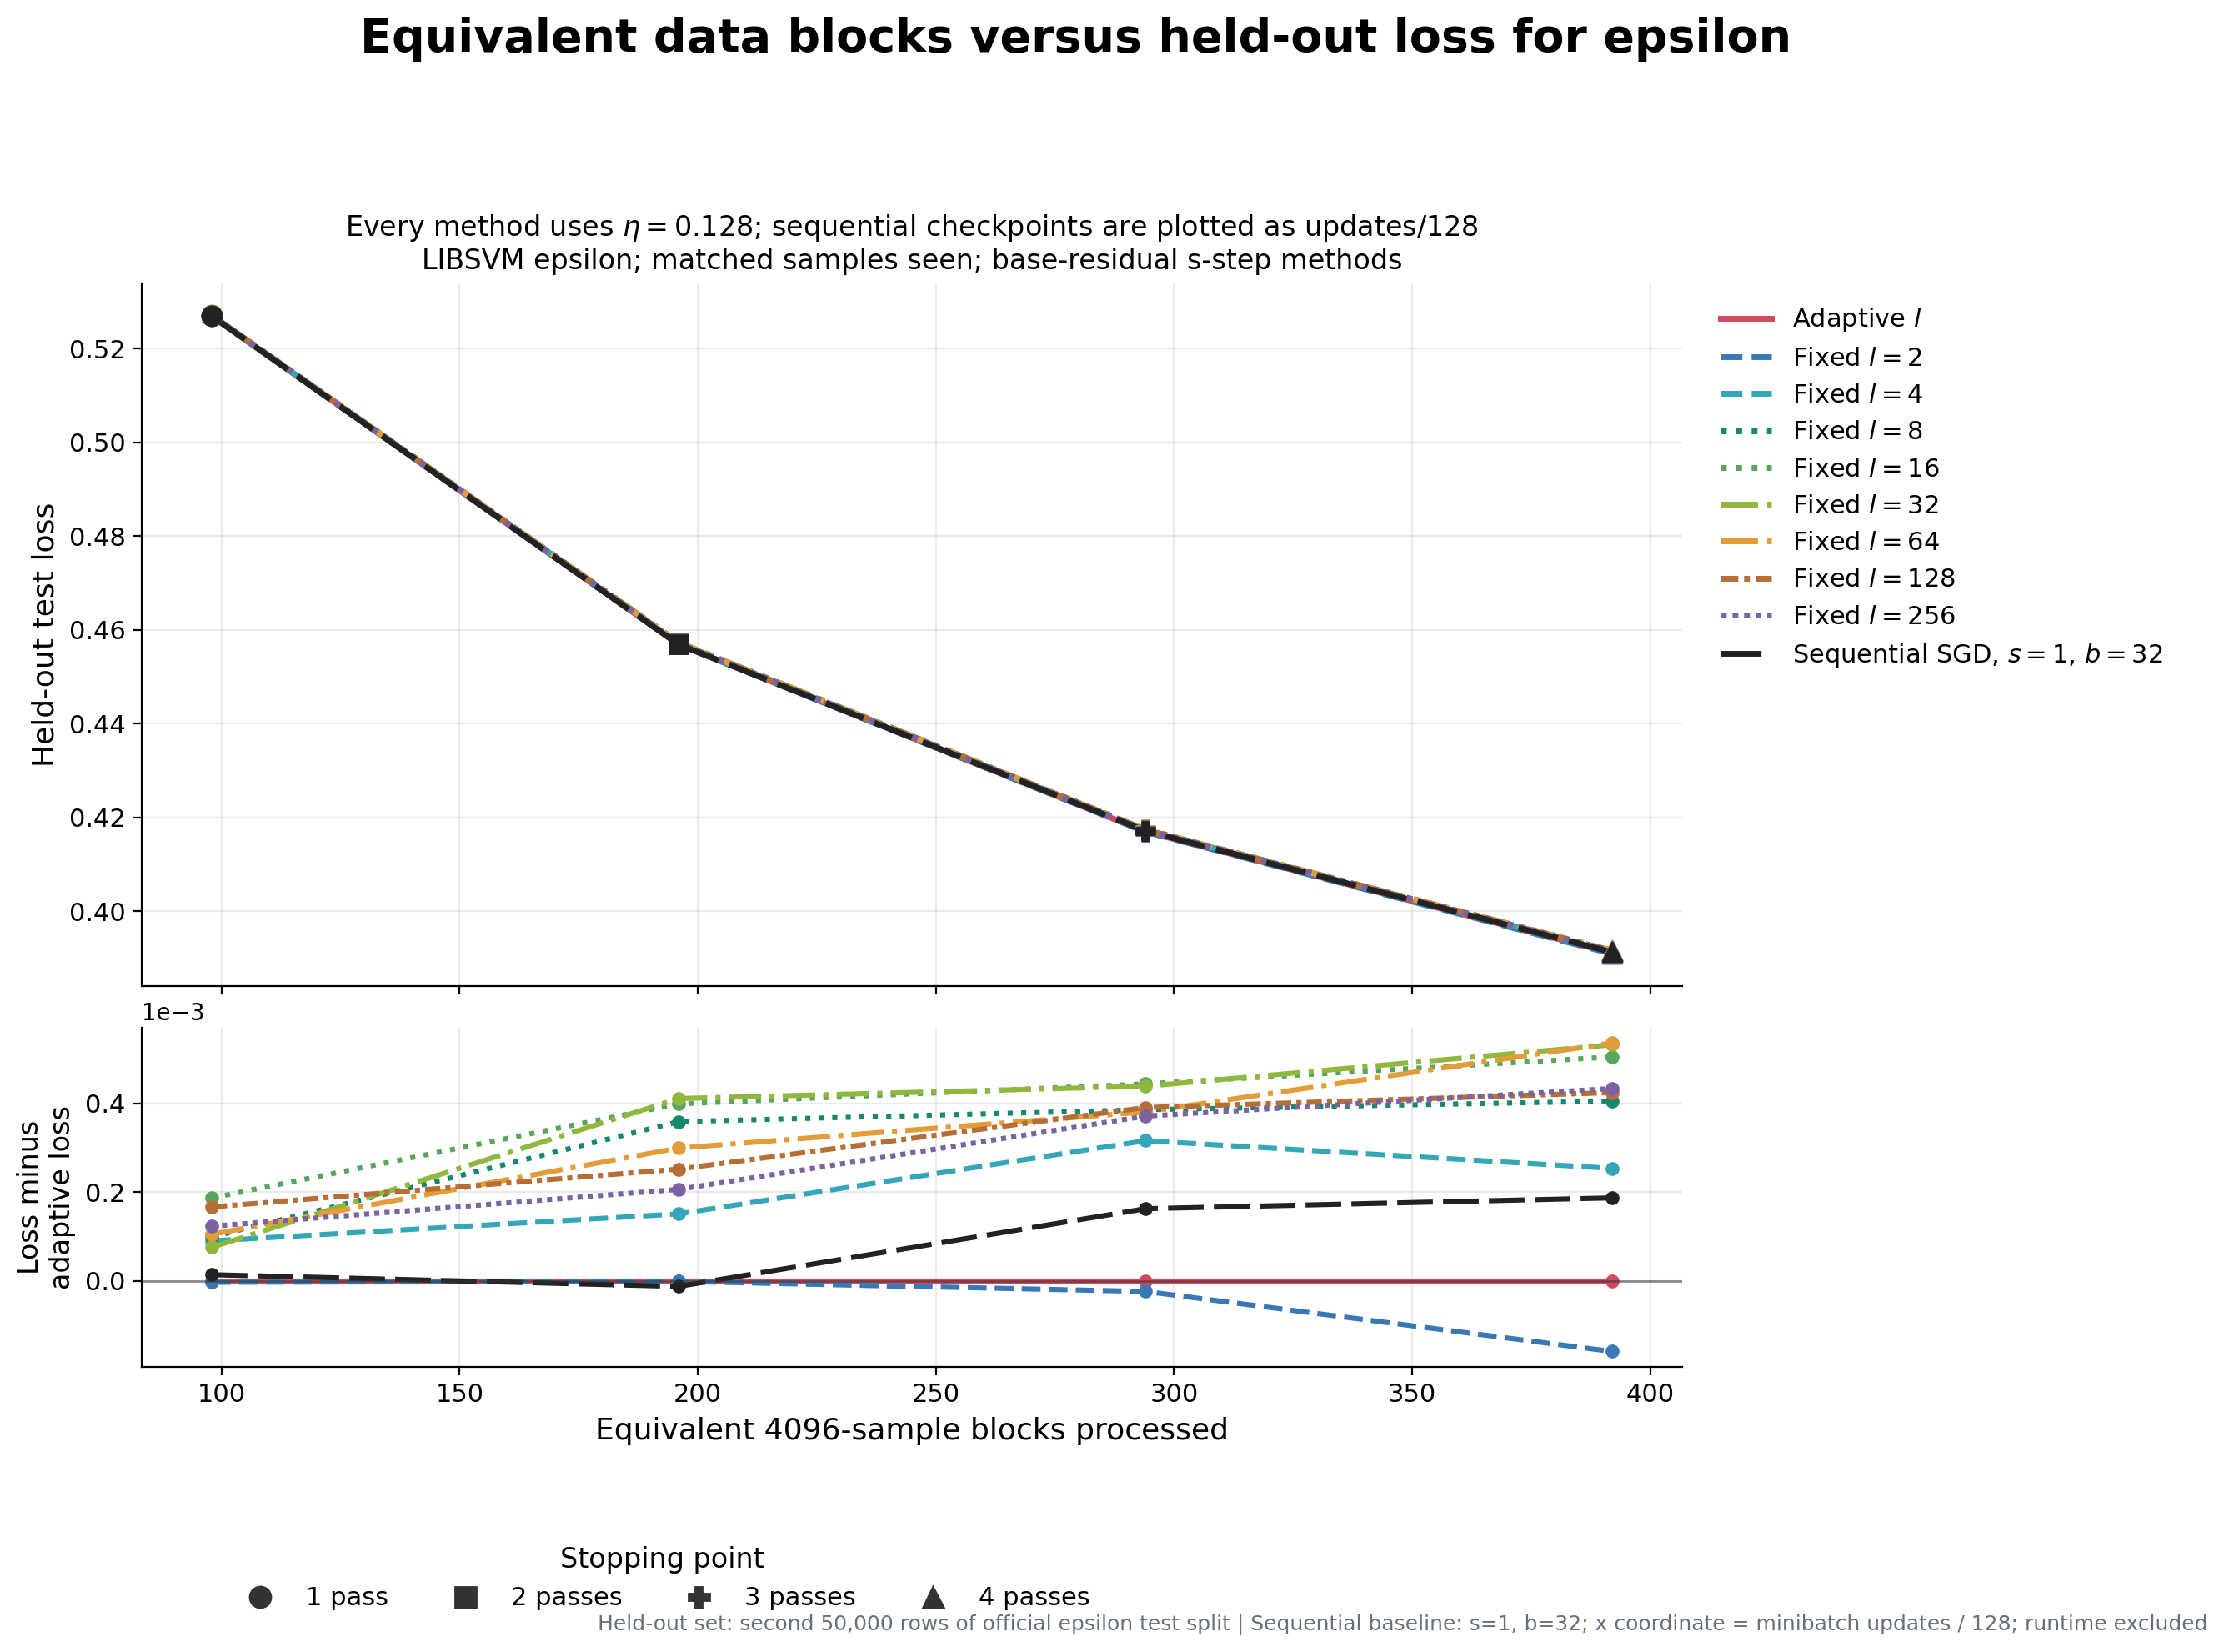 Equivalent data blocks versus held-out loss for epsilon
Every method uses η = 0.128; sequential checkpoints are plotted as updates/128
LIBSVM epsilon; matched samples seen; base-residual s-step methods
Held-out test loss
0.52
0.50
0.48
0.46
0.44
0.42
0.40
Adaptive l
Fixed l = 2
Fixed l = 4
Fixed l = 8
Fixed l = 16
Fixed l = 32
Fixed l = 64
Fixed l = 128
Fixed l = 256
Sequential SGD, s = 1, b = 32
1e−3
Loss minus
adaptive loss
0.4
0.2
0.0
100 150 200 250 300 350 400
Equivalent 4096-sample blocks processed
Stopping point
1 pass 2 passes 3 passes 4 passes
Held-out set: second 50,000 rows of official epsilon test split | Sequential baseline: s=1, b=32; x coordinate = minibatch updates / 128; runtime excluded